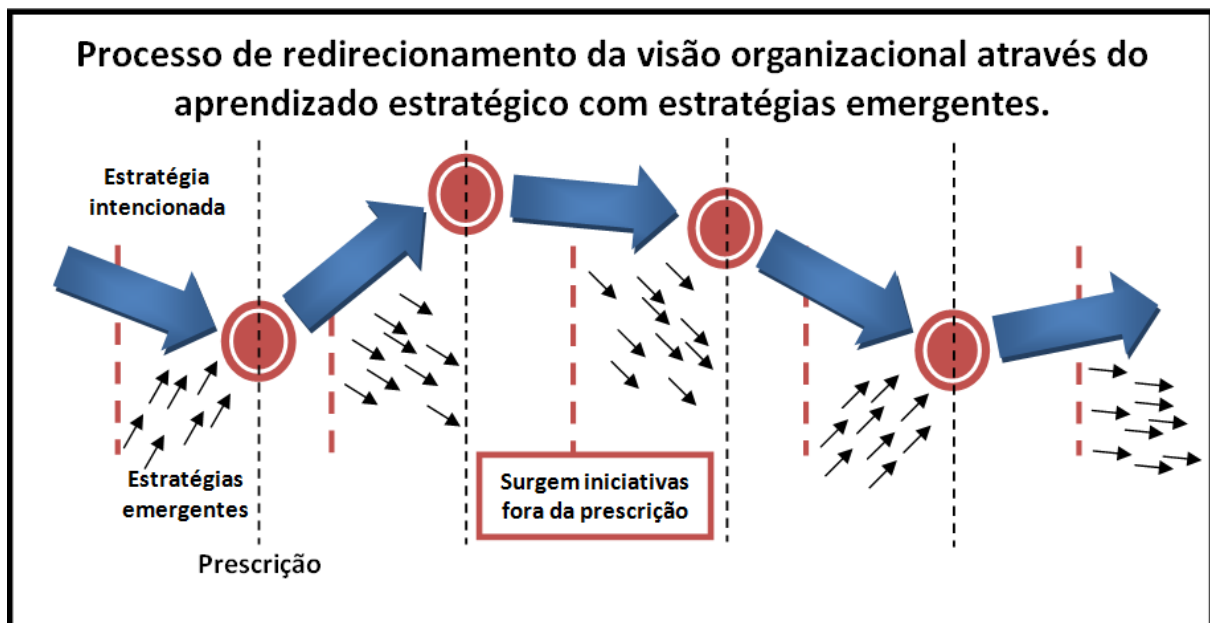 Processo de redirecionamento da visão organizacional através do
aprendizado estratégico com estratégias emergentes.
Estratégia
intencionada
Estratégias
emergentes
Surgem iniciativas
fora da prescrição
Prescrição